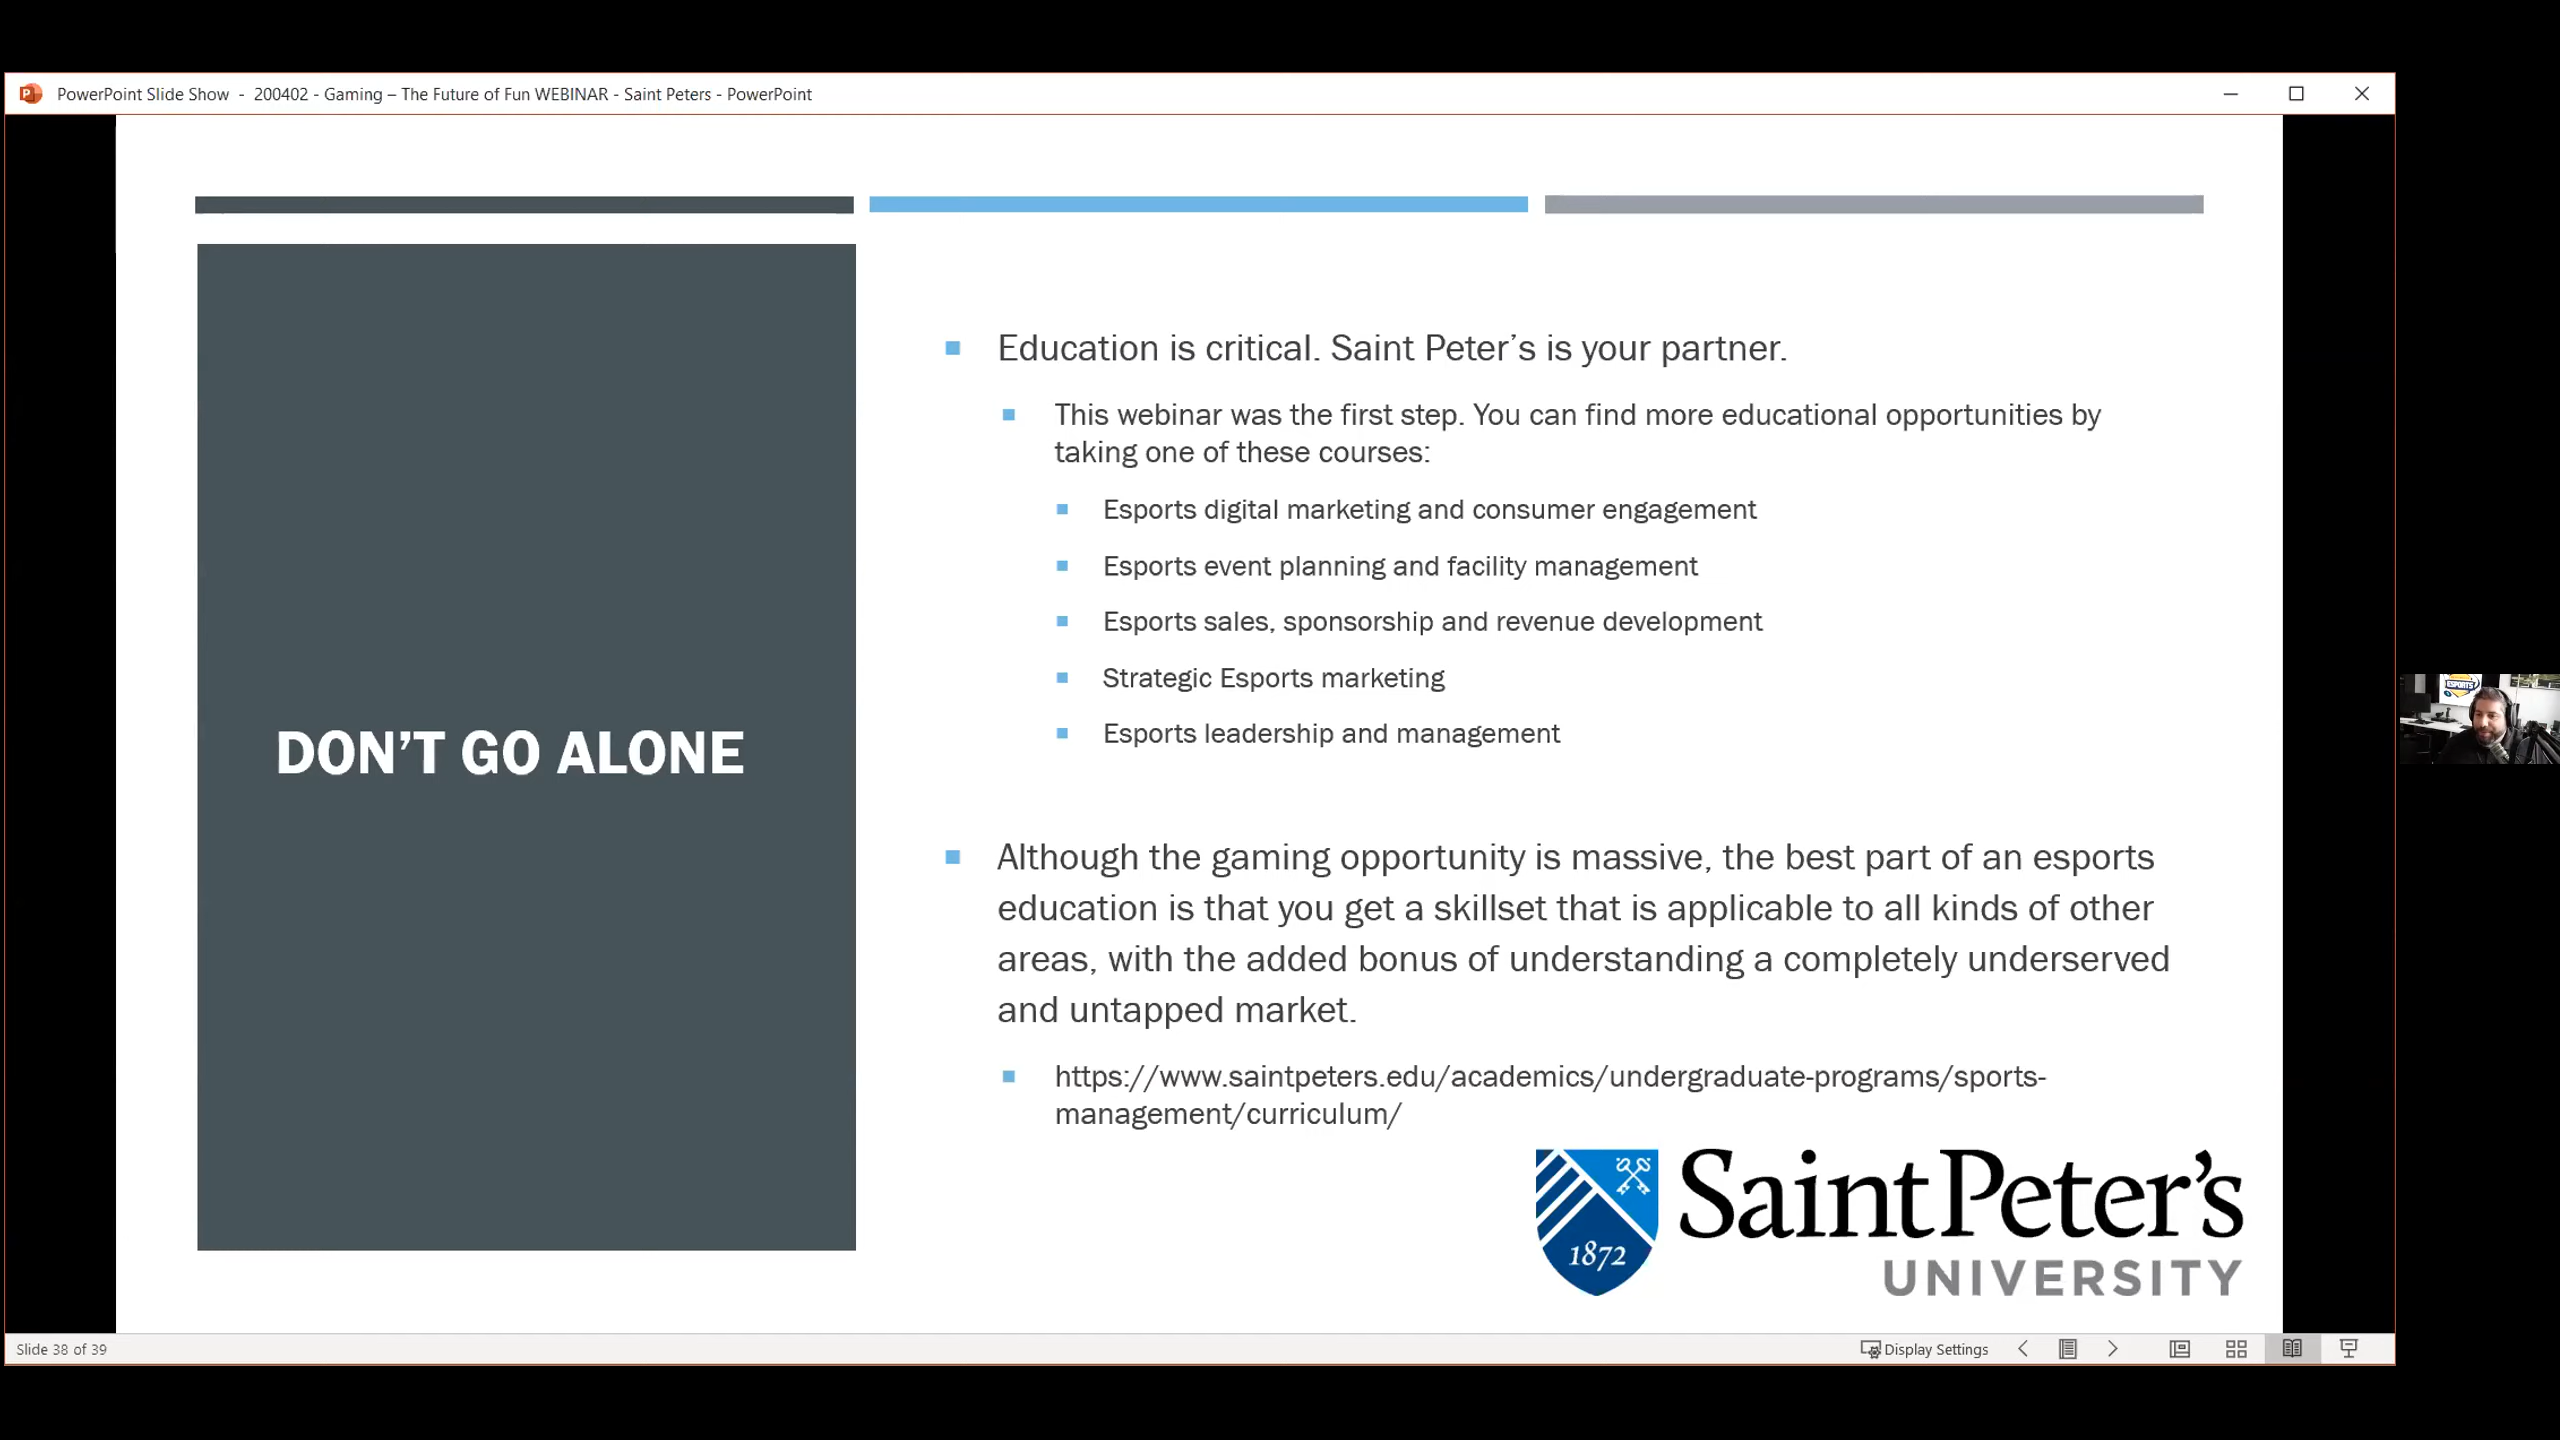 PowerPoint Slide Show - 200402 - Gaming – The Future of Fun WEBINAR - Saint Peters - PowerPoint
DON’T GO ALONE
Education is critical. Saint Peter’s is your partner.
This webinar was the first step. You can find more educational opportunities by
taking one of these courses:
Esports digital marketing and consumer engagement
Esports event planning and facility management
Esports sales, sponsorship and revenue development
Strategic Esports marketing
Esports leadership and management
Although the gaming opportunity is massive, the best part of an esports
education is that you get a skillset that is applicable to all kinds of other
areas, with the added bonus of understanding a completely underserved
and untapped market.
https://www.saintpeters.edu/academics/undergraduate-programs/sports-
management/curriculum/
1872
Saint Peter’s
UNIVERSITY
ESPORTS
Slide 38 of 39
Display Settings